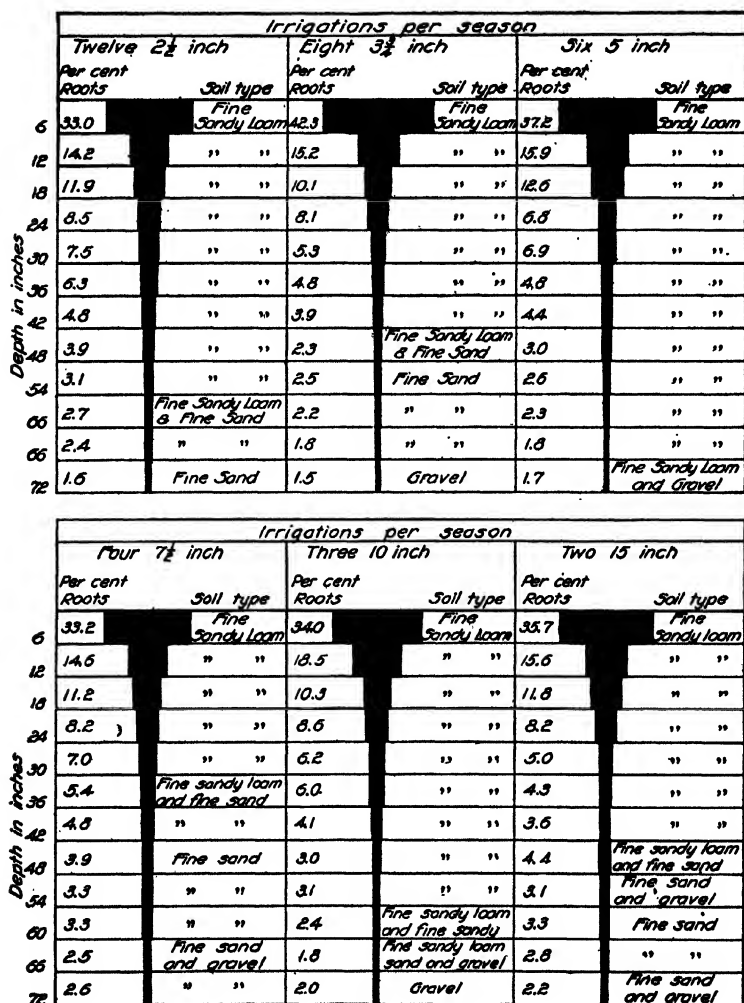 Irrigations per season
Twelve 2½ inch Eight 3¾ inch Six 5 inch
Per cent Roots Soil type Per cent Roots Soil type Per cent Roots Soil type
6 33.0 Fine Sandy Loam 42.3 Fine Sandy Loam 37.2 Fine Sandy Loam
12 14.2 " " 15.2 " " 15.9 " "
18 11.9 " " 10.1 " " 12.6 " "
24 8.5 " " 8.1 " " 6.8 " "
30 7.5 " " 5.3 " " 6.9 " "
36 6.3 " " 4.8 " " 4.8 " "
42 4.8 " " 3.9 " " 4.4 " "
48 3.9 " " 2.3 Fine Sandy Loam & Fine Sand 3.0 " "
54 3.1 " " 2.5 Fine Sand 2.6 " "
66 2.7 Fine Sandy Loam & Fine Sand 2.2 " " 2.3 " "
66 2.4 " " 1.8 " " 1.8 " "
72 1.6 Fine Sand 1.5 Gravel 1.7 Fine Sandy Loam and Gravel
Depth in inches
Irrigations per season
Four 7½ inch Three 10 inch Two 15 inch
Per cent Roots Soil type Per cent Roots Soil type Per cent Roots Soil type
6 33.2 Fine Sandy Loam 34.0 Fine Sandy Loam 35.7 Fine Sandy loam
12 14.6 " " 18.5 " " 15.6 " "
18 11.2 " " 10.3 " " 11.8 " "
24 8.2 " " 8.6 " " 8.2 " "
30 7.0 " " 6.2 " " 5.0 " "
36 5.4 Fine sandy loam and fine sand 6.0 " " 4.3 " "
42 4.8 " " 4.1 " " 3.6 " "
48 3.9 Fine sand 3.0 " " 4.4 Fine sandy loam and fine sand
54 3.3 " " 3.1 " " 3.1 Fine sand and gravel
60 3.3 " " 2.4 Fine sandy loam and fine sandy 3.3 Fine sand
66 2.5 Fine sand and gravel 1.8 Fine sandy loam sand and gravel 2.8 " "
72 2.6 " " 2.0 Gravel 2.2 Fine sand and gravel
Depth in inches